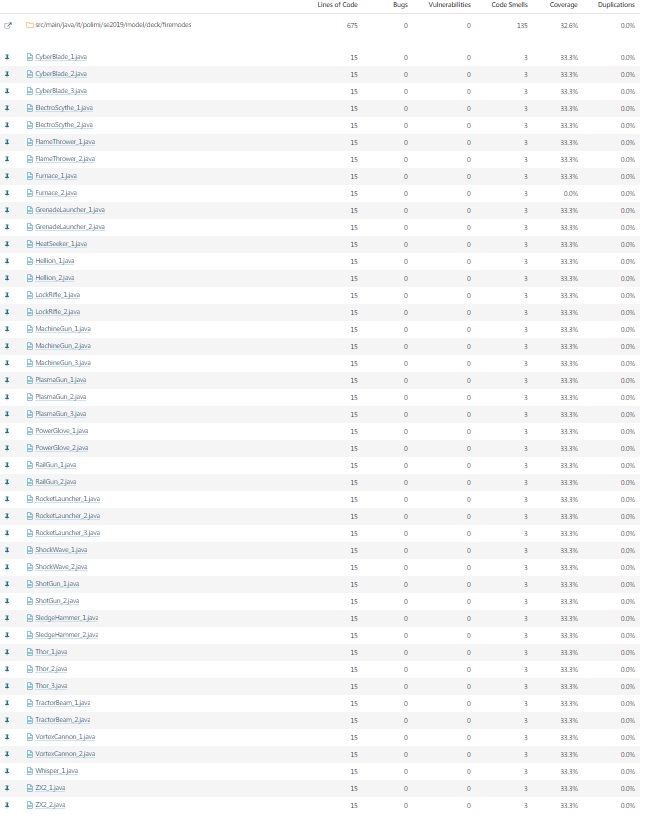 Lines of Code Bugs Vulnerabilities Code Smells Coverage Duplications
src/main/java/it/polimi/se2019/model/deck/firemodes 675 0 0 135 32.6% 0.0%
CyberBlade_1.java 15 0 0 3 33.3% 0.0%
CyberBlade_2.java 15 0 0 3 33.3% 0.0%
CyberBlade_3.java 15 0 0 3 33.3% 0.0%
ElectroScythe_1.java 15 0 0 3 33.3% 0.0%
ElectroScythe_2.java 15 0 0 3 33.3% 0.0%
FlameThrower_1.java 15 0 0 3 33.3% 0.0%
FlameThrower_2.java 15 0 0 3 33.3% 0.0%
Furnace_1.java 15 0 0 3 33.3% 0.0%
Furnace_2.java 15 0 0 3 0.0% 0.0%
GrenadeLauncher_1.java 15 0 0 3 33.3% 0.0%
GrenadeLauncher_2.java 15 0 0 3 33.3% 0.0%
HeatSeeker_1.java 15 0 0 3 33.3% 0.0%
Hellion_1.java 15 0 0 3 33.3% 0.0%
Hellion_2.java 15 0 0 3 33.3% 0.0%
LockRifle_1.java 15 0 0 3 33.3% 0.0%
LockRifle_2.java 15 0 0 3 33.3% 0.0%
MachineGun_1.java 15 0 0 3 33.3% 0.0%
MachineGun_2.java 15 0 0 3 33.3% 0.0%
MachineGun_3.java 15 0 0 3 33.3% 0.0%
PlasmaGun_1.java 15 0 0 3 33.3% 0.0%
PlasmaGun_2.java 15 0 0 3 33.3% 0.0%
PlasmaGun_3.java 15 0 0 3 33.3% 0.0%
PowerGlove_1.java 15 0 0 3 33.3% 0.0%
PowerGlove_2.java 15 0 0 3 33.3% 0.0%
RailGun_1.java 15 0 0 3 33.3% 0.0%
RailGun_2.java 15 0 0 3 33.3% 0.0%
RocketLauncher_1.java 15 0 0 3 33.3% 0.0%
RocketLauncher_2.java 15 0 0 3 33.3% 0.0%
RocketLauncher_3.java 15 0 0 3 33.3% 0.0%
ShockWave_1.java 15 0 0 3 33.3% 0.0%
ShockWave_2.java 15 0 0 3 33.3% 0.0%
ShotGun_1.java 15 0 0 3 33.3% 0.0%
ShotGun_2.java 15 0 0 3 33.3% 0.0%
SledgeHammer_1.java 15 0 0 3 33.3% 0.0%
SledgeHammer_2.java 15 0 0 3 33.3% 0.0%
Thor_1.java 15 0 0 3 33.3% 0.0%
Thor_2.java 15 0 0 3 33.3% 0.0%
Thor_3.java 15 0 0 3 33.3% 0.0%
TractorBeam_1.java 15 0 0 3 33.3% 0.0%
TractorBeam_2.java 15 0 0 3 33.3% 0.0%
VortexCannon_1.java 15 0 0 3 33.3% 0.0%
VortexCannon_2.java 15 0 0 3 33.3% 0.0%
Whisper_1.java 15 0 0 3 33.3% 0.0%
ZX2_1.java 15 0 0 3 33.3% 0.0%
ZX2_2.java 15 0 0 3 33.3% 0.0%